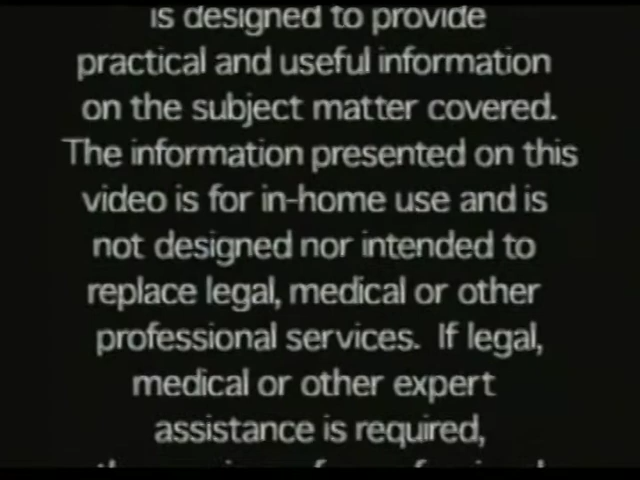 is designed to provide
practical and useful information
on the subject matter covered.
The information presented on this
video is for in-home use and is
not designed nor intended to
replace legal, medical or other
professional services.  If legal,
medical or other expert
assistance is required,